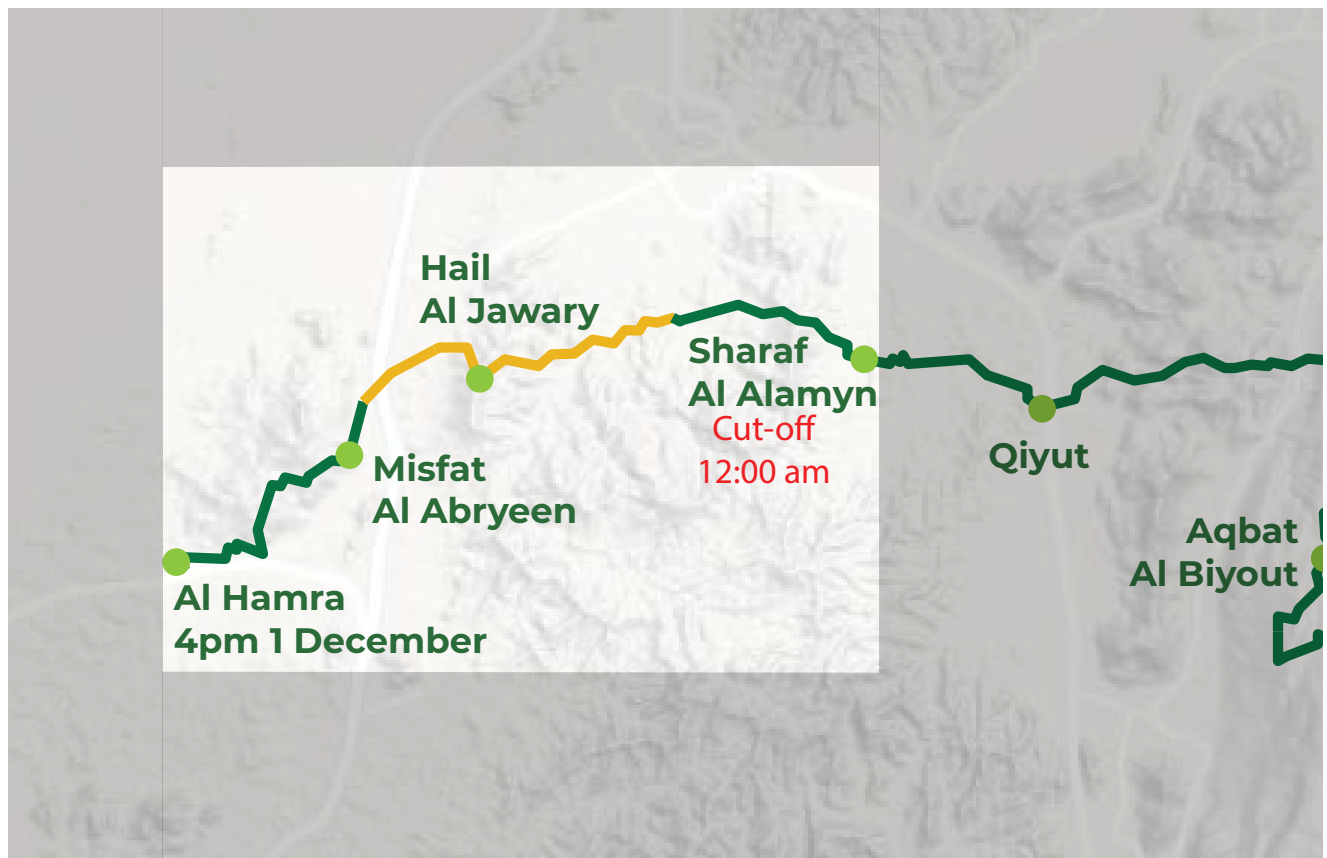 Hail
Al Jawary
Sharaf
Al Alamyn
Cut-off
12:00 am
Qiyut
Misfat
Al Abryeen
Aqbat
Al Biyout
Al Hamra
4pm 1 December